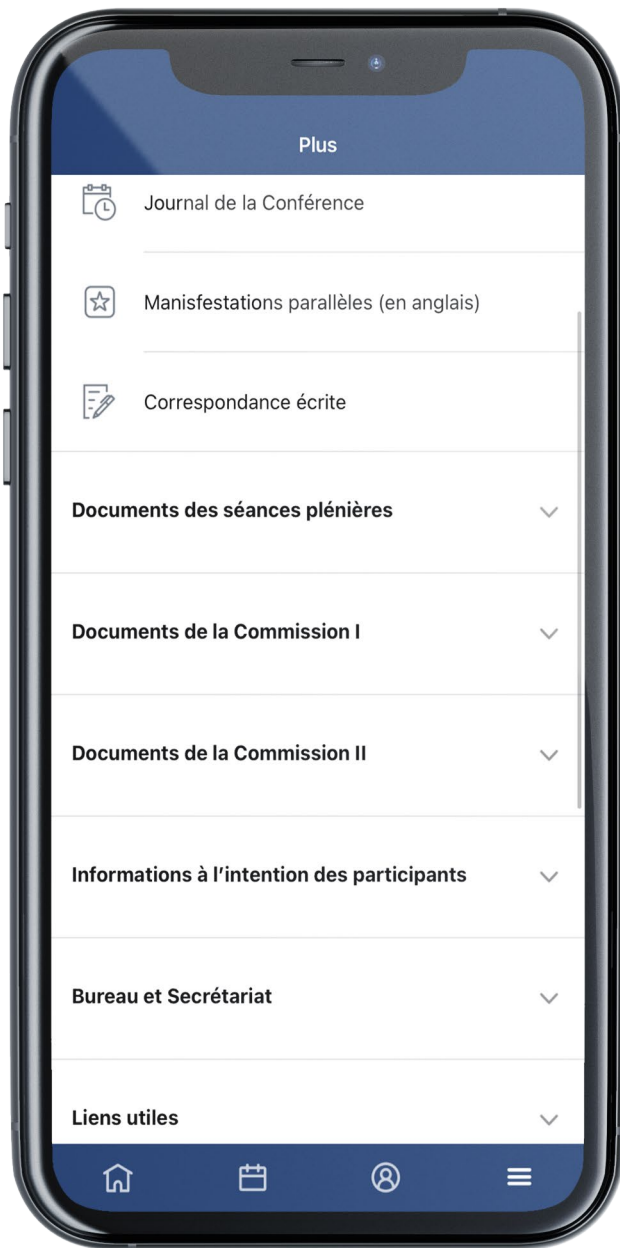 Plus
Journal de la Conférence
Manisfestations parallèles (en anglais)
Correspondance écrite
Documents des séances plénières
Documents de la Commission I
Documents de la Commission II
Informations à l'intention des participants
Bureau et Secrétariat
Liens utiles